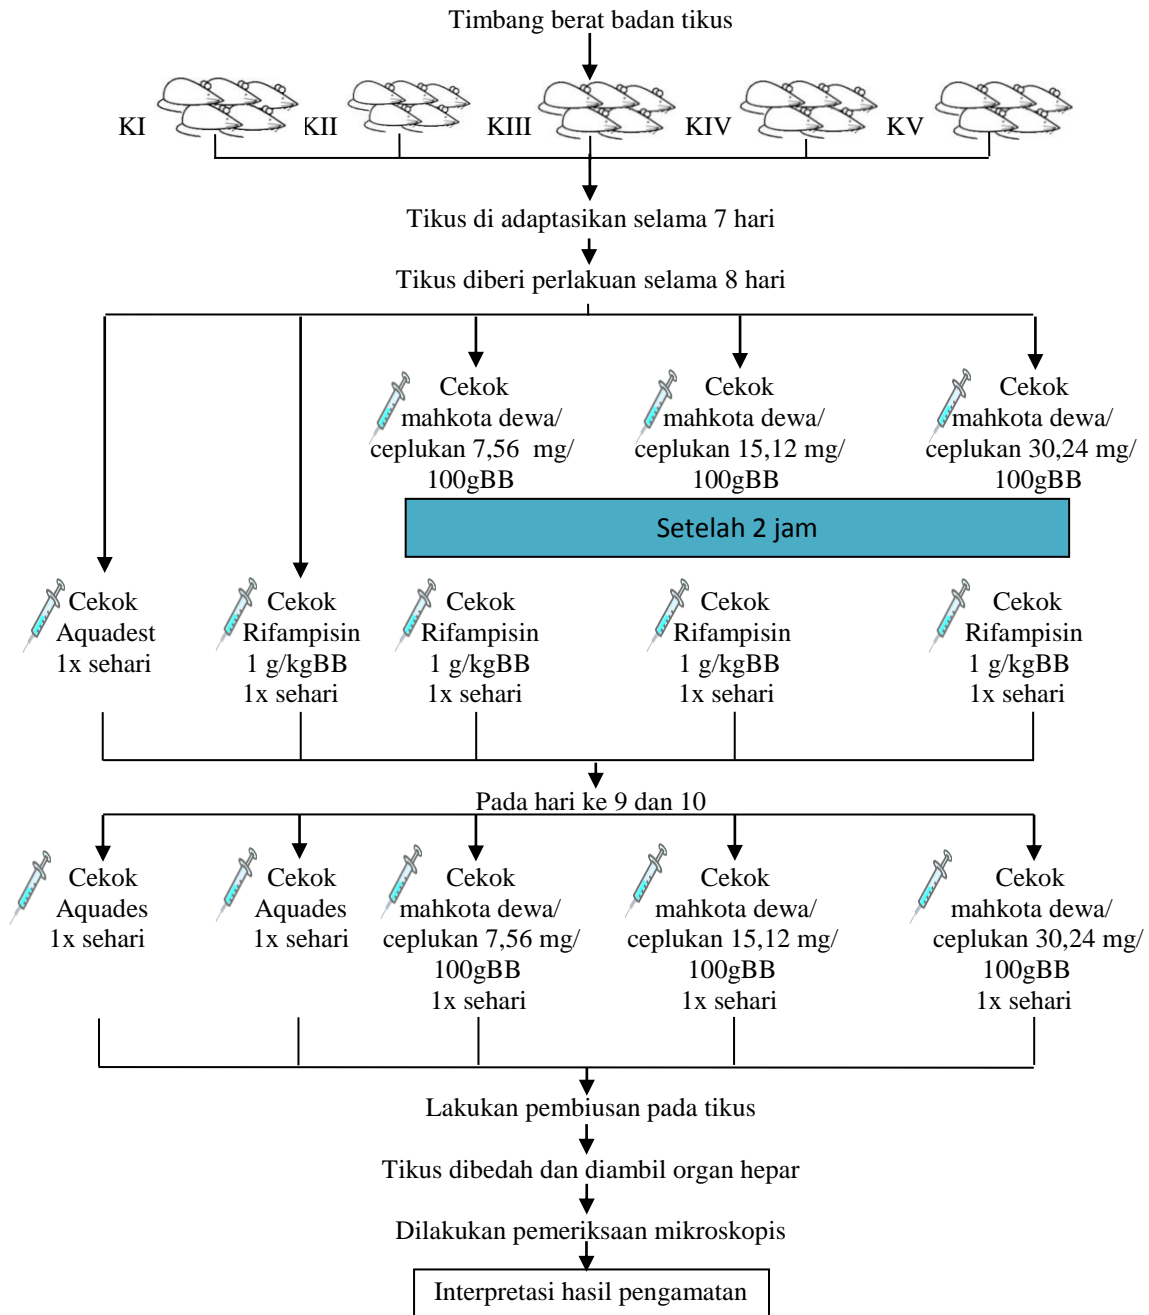 Timbang berat badan tikus
KI
KII
KIII
KIV
KV
Tikus di adaptasikan selama 7 hari
Tikus diberi perlakuan selama 8 hari
Cekok
mahkota dewa/
ceplukan 7,56 mg/
100gBB
Cekok
mahkota dewa/
ceplukan 15,12 mg/
100gBB
Cekok
mahkota dewa/
ceplukan 30,24 mg/
100gBB
Setelah 2 jam
Cekok
Aquadest
1x sehari
Cekok
Rifampisin
1 g/kgBB
1x sehari
Cekok
Rifampisin
1 g/kgBB
1x sehari
Cekok
Rifampisin
1 g/kgBB
1x sehari
Cekok
Rifampisin
1 g/kgBB
1x sehari
Pada hari ke 9 dan 10
Cekok
Aquades
1x sehari
Cekok
Aquades
1x sehari
Cekok
mahkota dewa/
ceplukan 7,56 mg/
100gBB
1x sehari
Cekok
mahkota dewa/
ceplukan 15,12 mg/
100gBB
1x sehari
Cekok
mahkota dewa/
ceplukan 30,24 mg/
100gBB
1x sehari
Lakukan pembiusan pada tikus
Tikus dibedah dan diambil organ hepar
Dilakukan pemeriksaan mikroskopis
Interpretasi hasil pengamatan